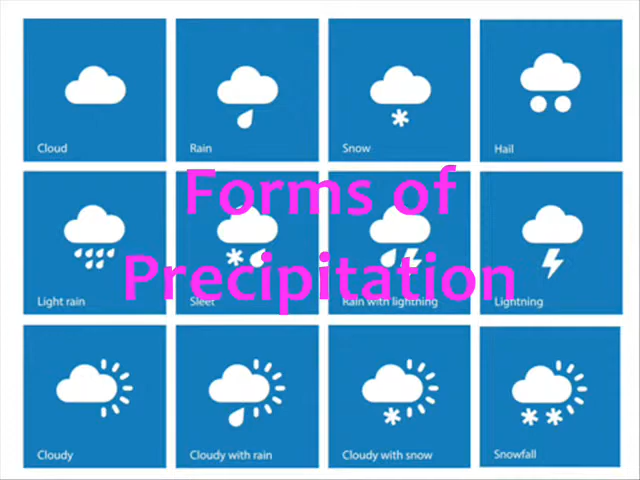 Cloud
Rain
Snow
Hail
Forms of
Precipitation
Light rain
Sleet
Rain with lightning
Lightning
Cloudy
Cloudy with rain
Cloudy with snow
Snowfall